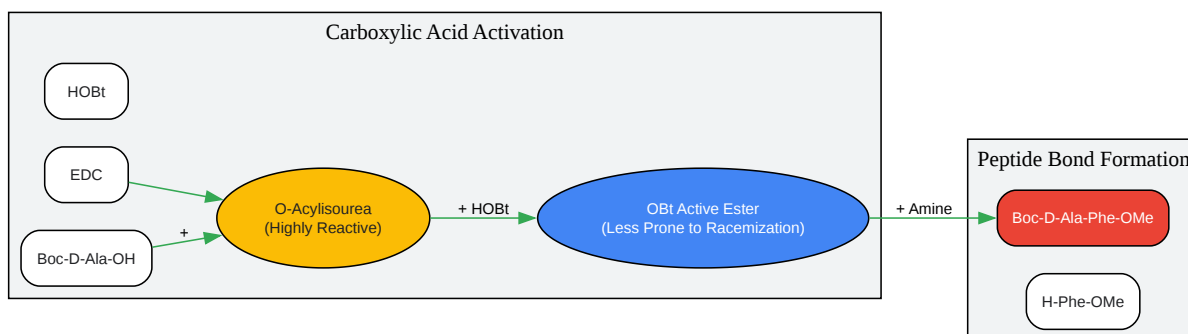 Carboxylic Acid Activation
HOBt
EDC
Boc-D-Ala-OH
+
O-Acylisourea
(Highly Reactive)
+ HOBt
OBt Active Ester
(Less Prone to Racemization)
+ Amine
Peptide Bond Formation
Boc-D-Ala-Phe-OMe
H-Phe-OMe